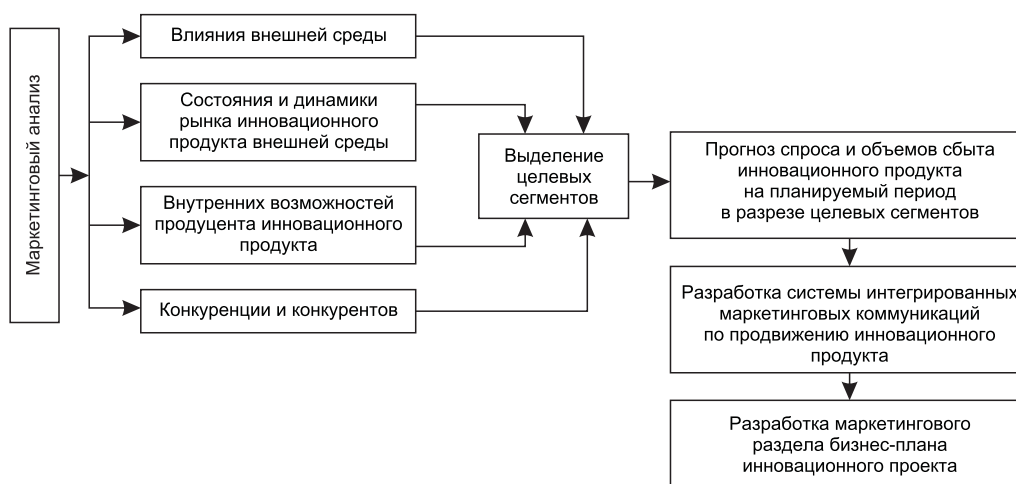 Маркетинговый анализ
Влияния внешней среды
Состояния и динамики
рынка инновационного
продукта внешней среды
Внутренних возможностей
продуцента инновационного
продукта
Конкуренции и конкурентов
Выделение
целевых
сегментов
Прогноз спроса и объемов сбыта
инновационного продукта
на планируемый период
в разрезе целевых сегментов
Разработка системы интегрированных
маркетинговых коммуникаций
по продвижению инновационного
продукта
Разработка маркетингового
раздела бизнес-плана
инновационного проекта